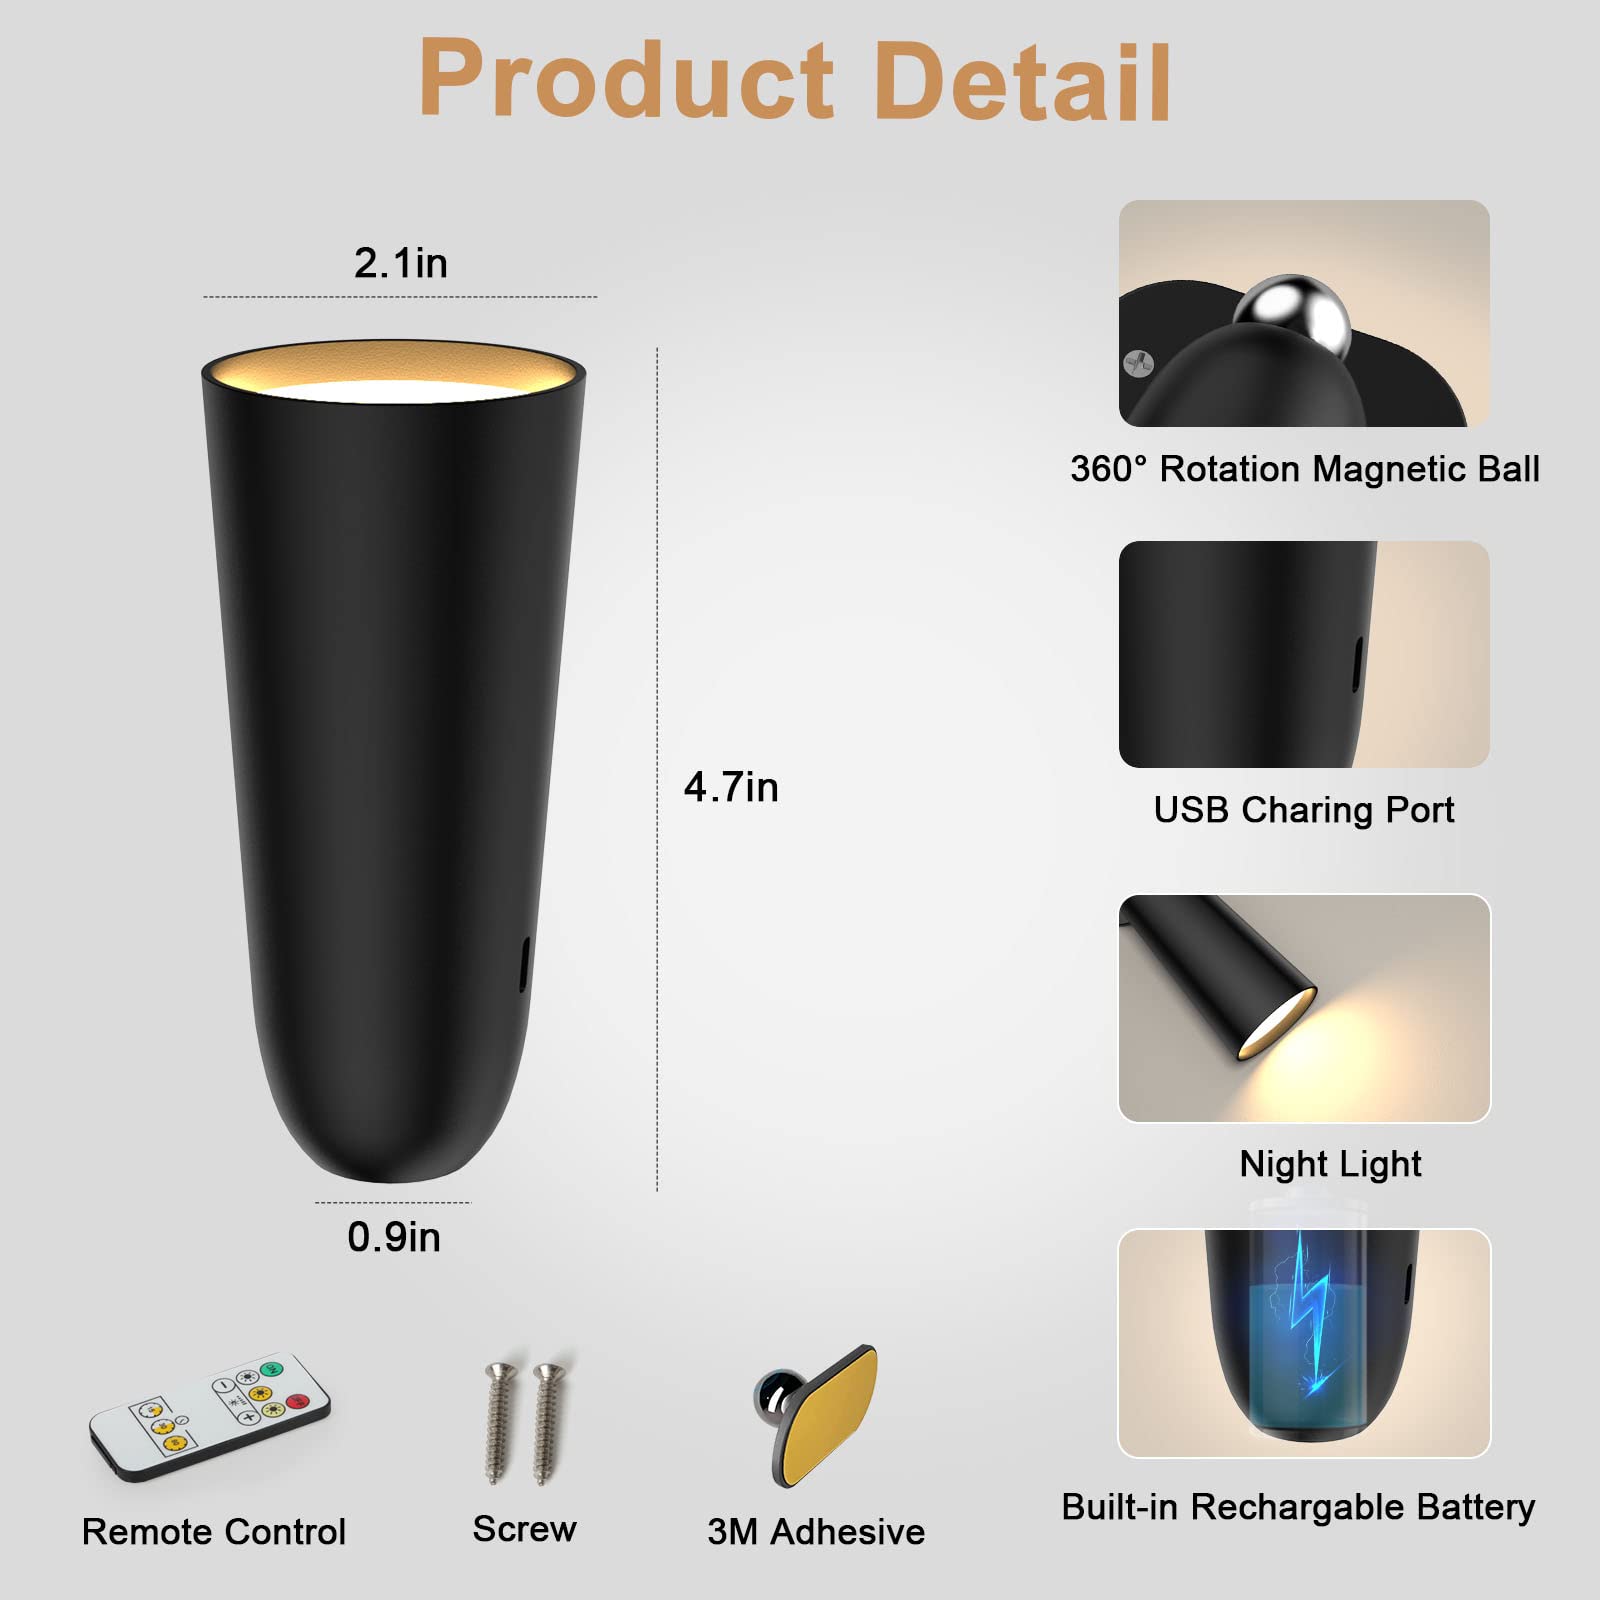 Product Detail
2.1in
4.7in
0.9in
360° Rotation Magnetic Ball
USB Charing Port
Night Light
Built-in Rechargable Battery
Remote Control
Screw
3M Adhesive
ON